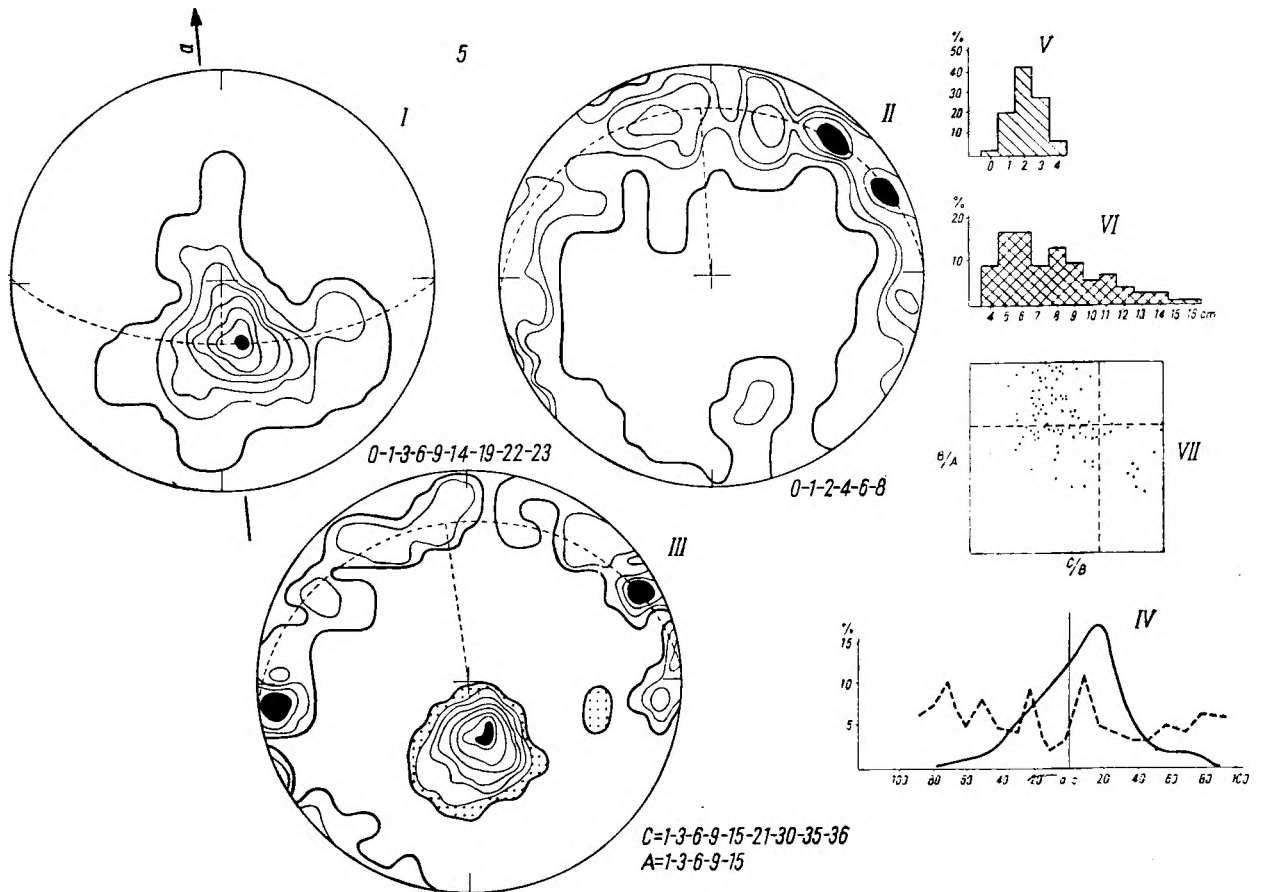 a
5
I
II
0-1-3-6-9-14-19-22-23
0-1-2-4-6-8
III
C=1-3-6-9-15-21-30-35-36
A=1-3-6-9-15
%
V
50
40
30
20
10
0 1 2 3 4
%
VI
20
10
4 5 6 7 8 9 10 11 12 13 14 15 16 cm
B/A
VII
C/B
%
IV
15
10
5
100 80 60 40 20 a c 20 40 60 80 100